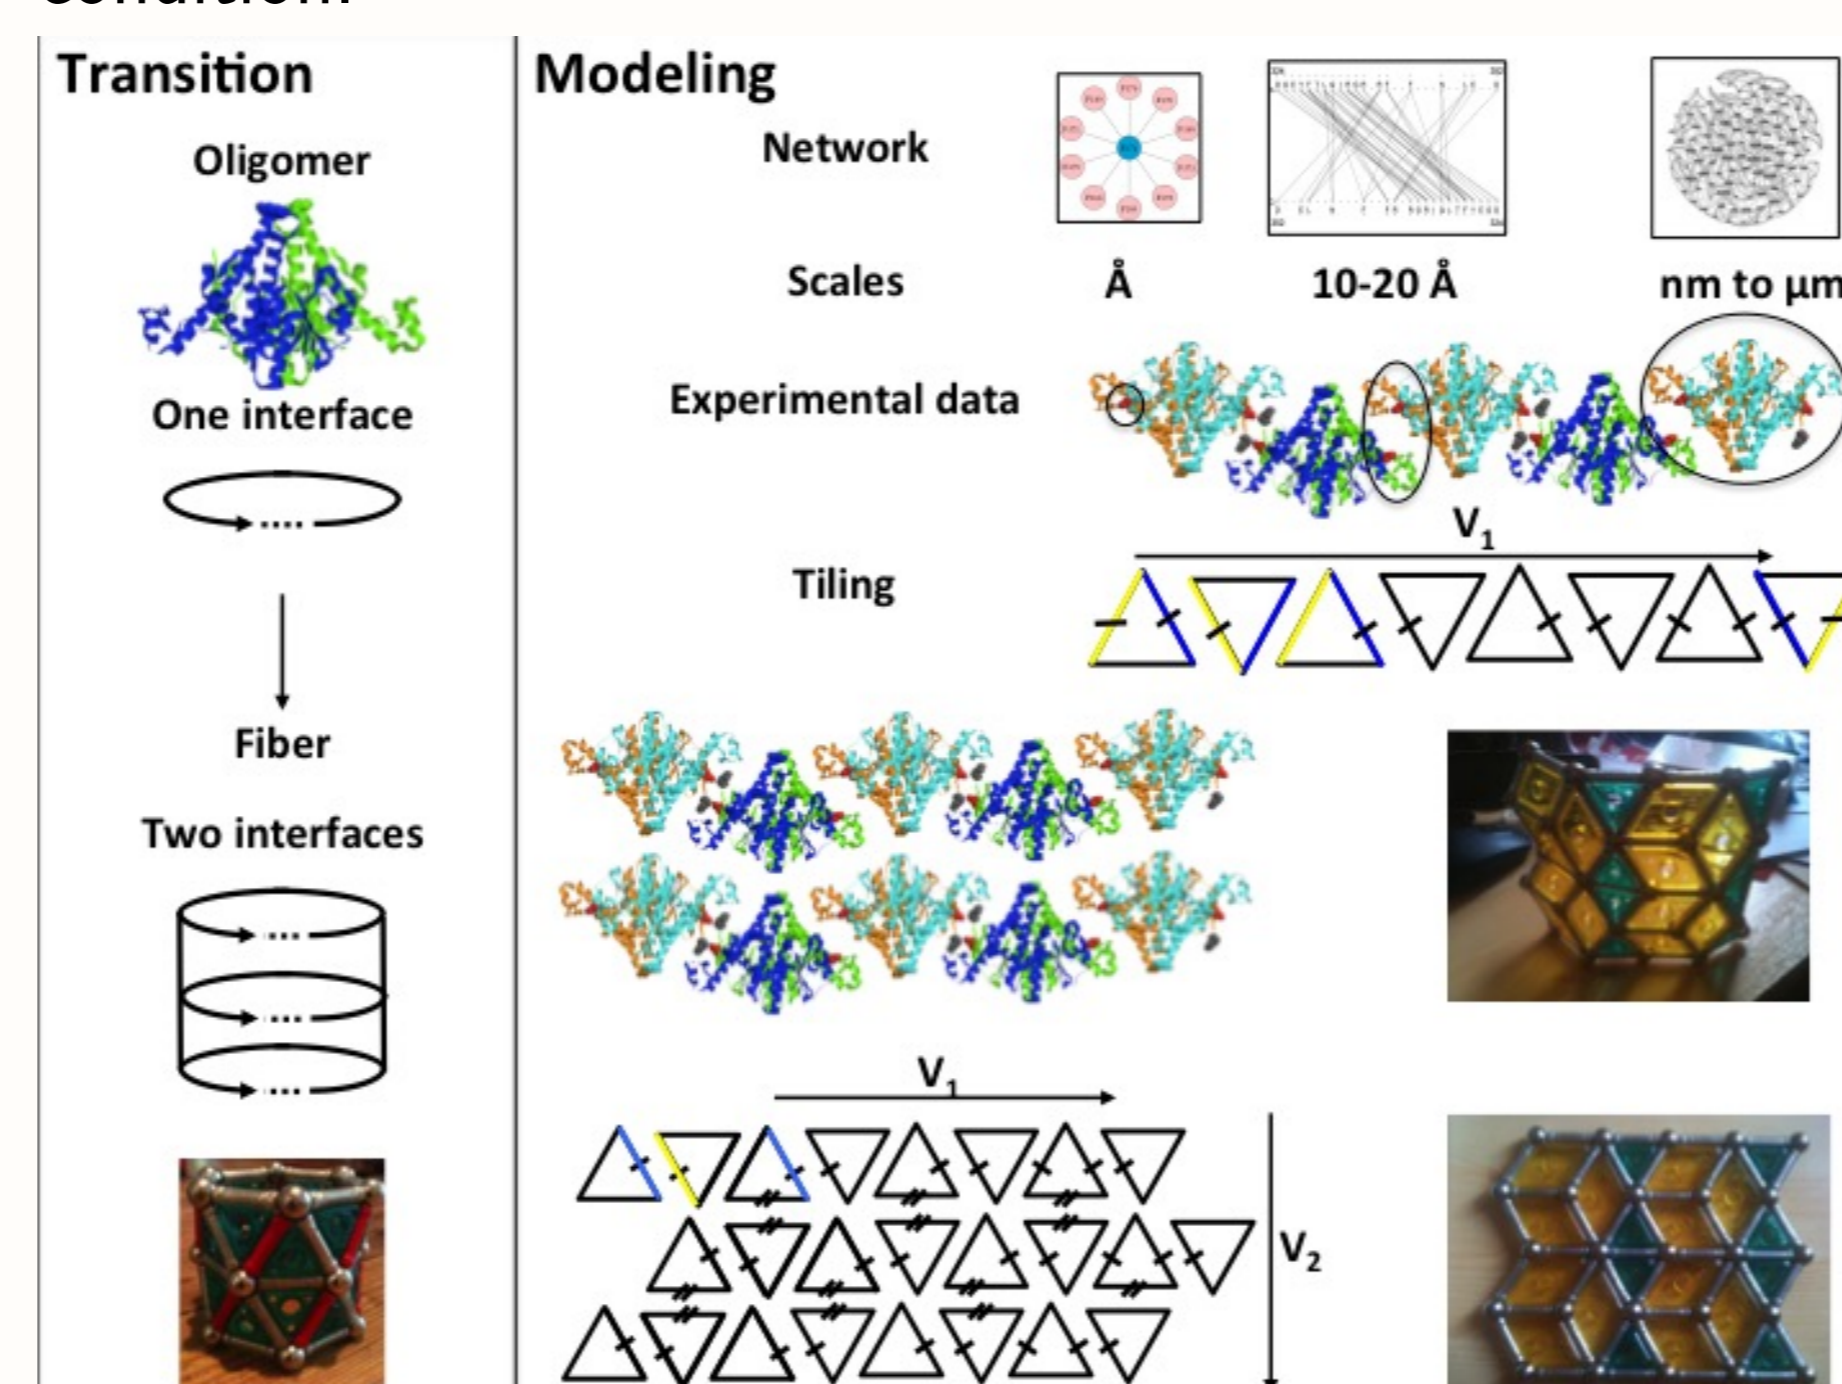 Transition
Oligomer
One interface
Fiber
Two interfaces
Modeling
Network
Scales
Å
10-20 Å
nm to µm
Experimental data
V1
Tiling
V1
V2